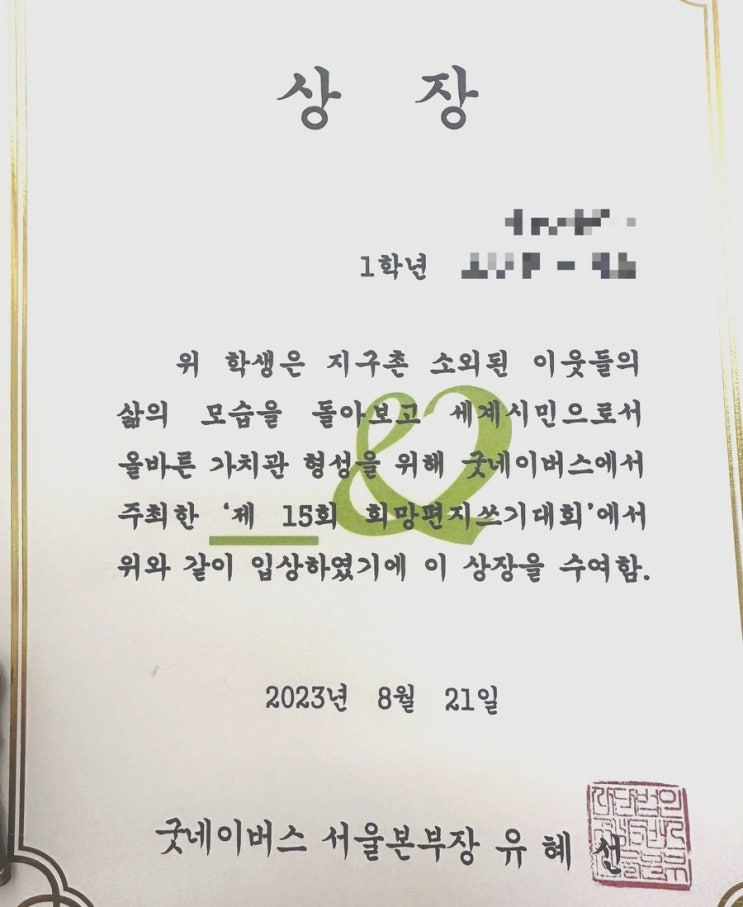 상 장
1학년
위 학생은 지구촌 소외된 이웃들의
삶의 모습을 돌아보고 세계시민으로서
올바른 가치관 형성을 위해 굿네이버스에서
주최한 '제 15회 희망편지쓰기대회'에서
위와 같이 입상하였기에 이 상장을 수여함.
2023년 8월 21일
굿네이버스 서울본부장 유 혜 선